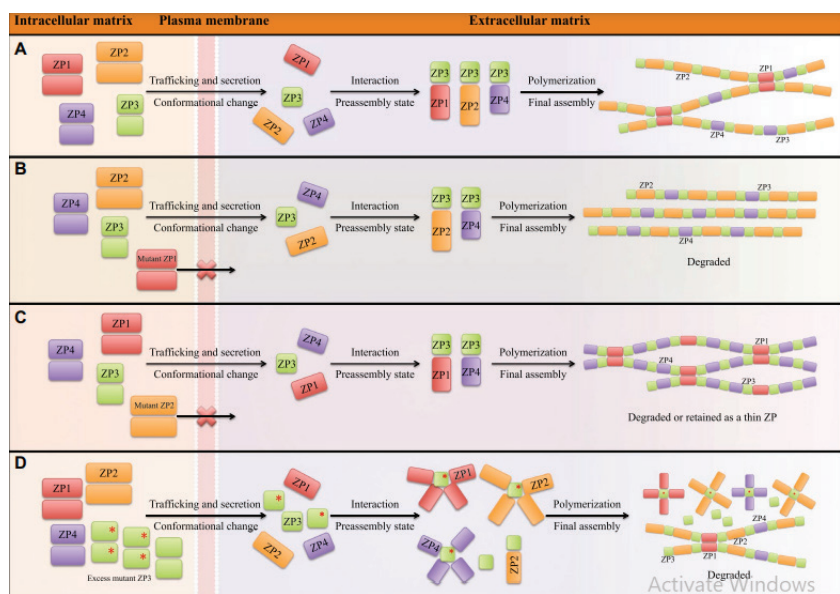 Intracellular matrix Plasma membrane Extracellular matrix
A
ZP1
ZP2
ZP4
ZP3
Trafficking and secretion
Conformational change
ZP1
ZP3
ZP2
ZP4
Interaction
Preassembly state
ZP3 ZP3 ZP3
ZP1 ZP2 ZP4
Polymerization
Final assembly
ZP2
ZP1
ZP4
ZP3
B
ZP4
ZP2
ZP3
Mutant ZP1
Trafficking and secretion
Conformational change
ZP4
ZP3
ZP2
Interaction
Preassembly state
ZP3 ZP3
ZP2 ZP4
Polymerization
Final assembly
ZP2 ZP3
ZP4
Degraded
C
ZP4
ZP1
ZP3
Mutant ZP2
Trafficking and secretion
Conformational change
ZP4
ZP3
ZP1
Interaction
Preassembly state
ZP3 ZP3
ZP1 ZP4
Polymerization
Final assembly
ZP1
ZP4
ZP3
Degraded or retained as a thin ZP
D
ZP1
ZP2
ZP4
* *
* *
Excess mutant ZP3
Trafficking and secretion
Conformational change
ZP1
*
ZP3 *
ZP2
ZP4
Interaction
Preassembly state
* ZP1
* ZP2
ZP4 *
ZP2
Polymerization
Final assembly
ZP4
ZP2
ZP3
ZP1
Degraded
Activate Windows